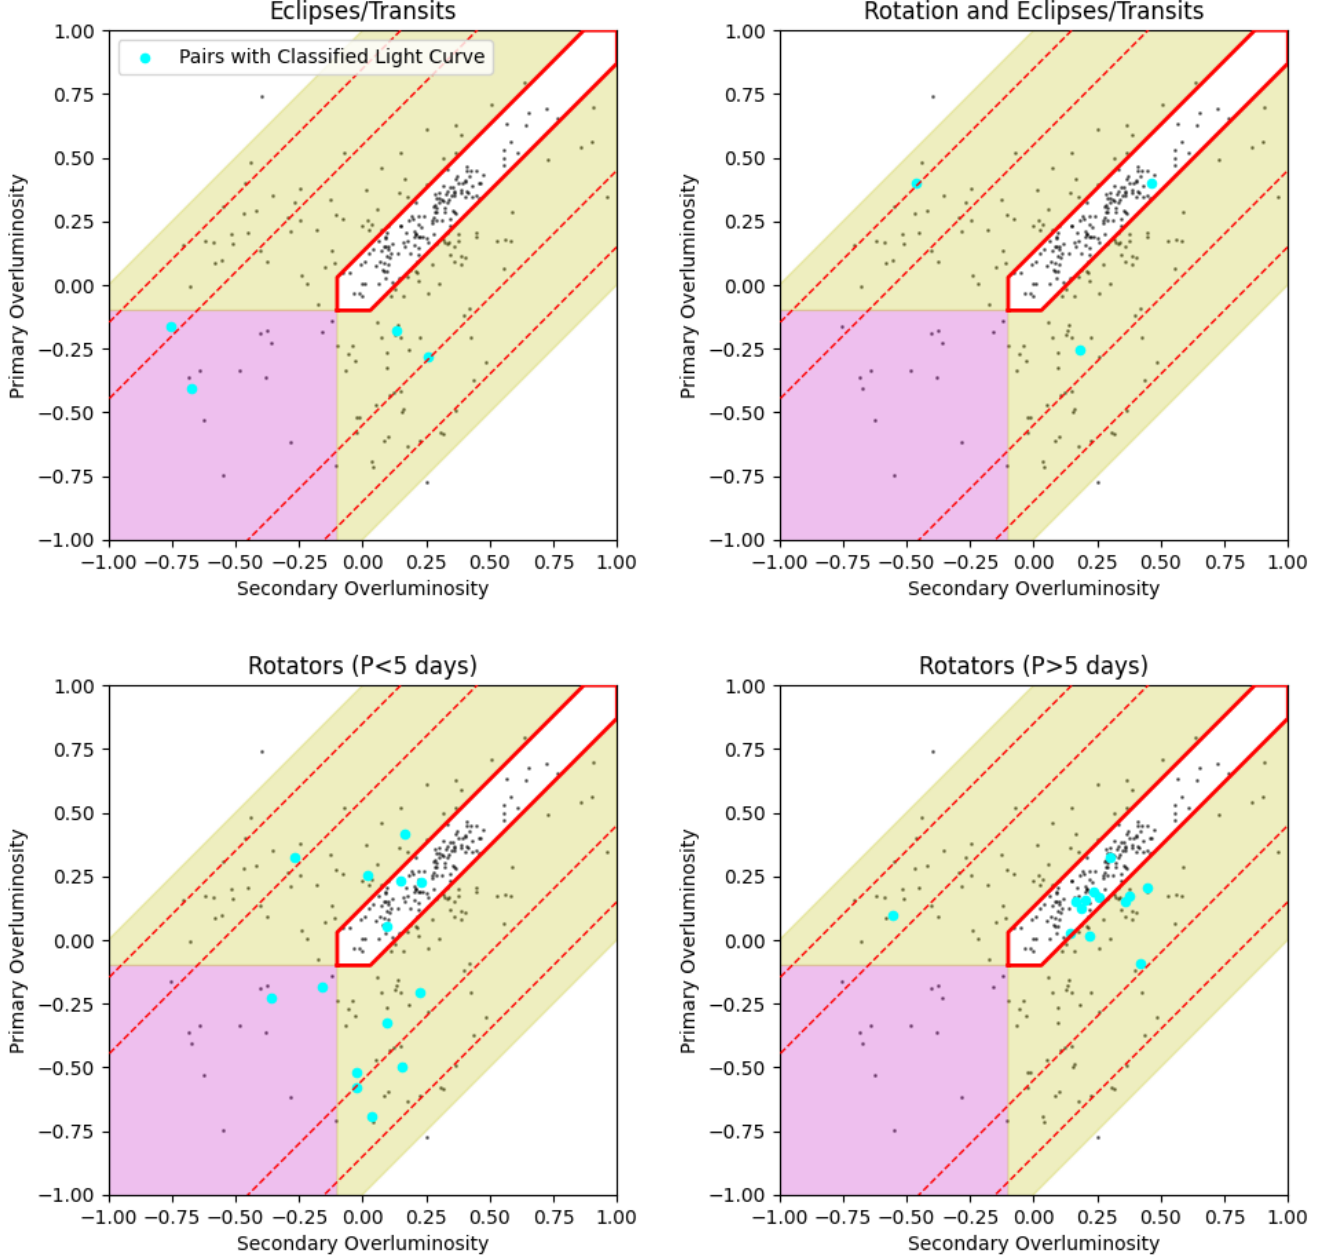 Eclipses/Transits
1.00
0.75
0.50
0.25
0.00
−0.25
−0.50
−0.75
−1.00
Primary Overluminosity
Pairs with Classified Light Curve
−1.00 −0.75 −0.50 −0.25 0.00 0.25 0.50 0.75 1.00
Secondary Overluminosity
Rotation and Eclipses/Transits
1.00
0.75
0.50
0.25
0.00
−0.25
−0.50
−0.75
−1.00
Primary Overluminosity
−1.00 −0.75 −0.50 −0.25 0.00 0.25 0.50 0.75 1.00
Secondary Overluminosity
Rotators (P<5 days)
1.00
0.75
0.50
0.25
0.00
−0.25
−0.50
−0.75
−1.00
Primary Overluminosity
−1.00 −0.75 −0.50 −0.25 0.00 0.25 0.50 0.75 1.00
Secondary Overluminosity
Rotators (P>5 days)
1.00
0.75
0.50
0.25
0.00
−0.25
−0.50
−0.75
−1.00
Primary Overluminosity
−1.00 −0.75 −0.50 −0.25 0.00 0.25 0.50 0.75 1.00
Secondary Overluminosity